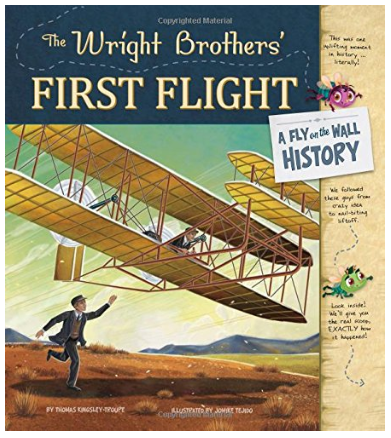 Copyrighted Material
The Wright Brothers'
FIRST FLIGHT
This was one
uplifting moment
in history ...
literally!
A FLY on the WALL
HISTORY
We followed
these guys from
crazy idea
to nail-biting
liftoff.
Look inside!
We'll give you
the real scoop,
EXACTLY how
it happened!
BY THOMAS KINGSLEY-TROUPE
ILLUSTRATED BY JOMIKE TEJIDO
Copyrighted Material